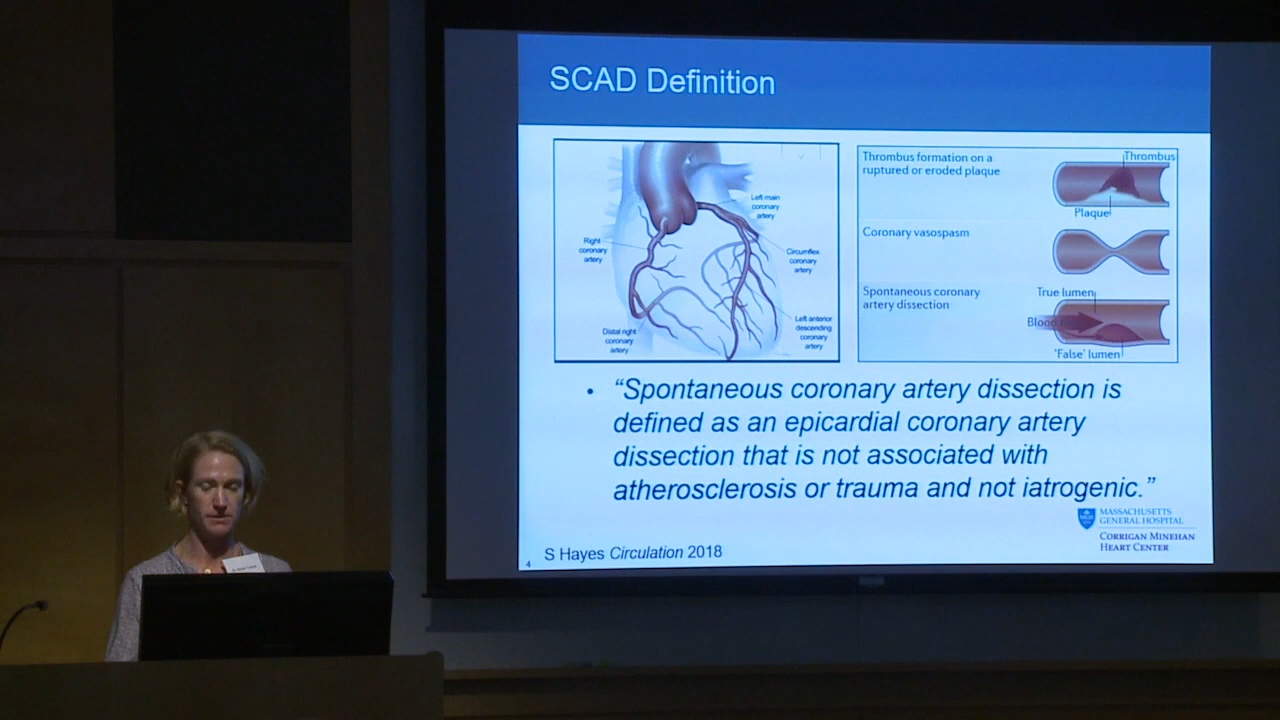 SCAD Definition
Left main
coronary
artery
Right
coronary
artery
Circumflex
coronary
artery
Left anterior
descending
coronary
artery
Distal right
coronary
artery
Thrombus formation on a
ruptured or eroded plaque
Thrombus
Plaque
Coronary vasospasm
Spontaneous coronary
artery dissection
True lumen
Blood
'False' lumen
• “Spontaneous coronary artery dissection is
defined as an epicardial coronary artery
dissection that is not associated with
atherosclerosis or trauma and not iatrogenic.”
MASSACHUSETTS
GENERAL HOSPITAL
CORRIGAN MINEHAN
HEART CENTER
S Hayes Circulation 2018
4